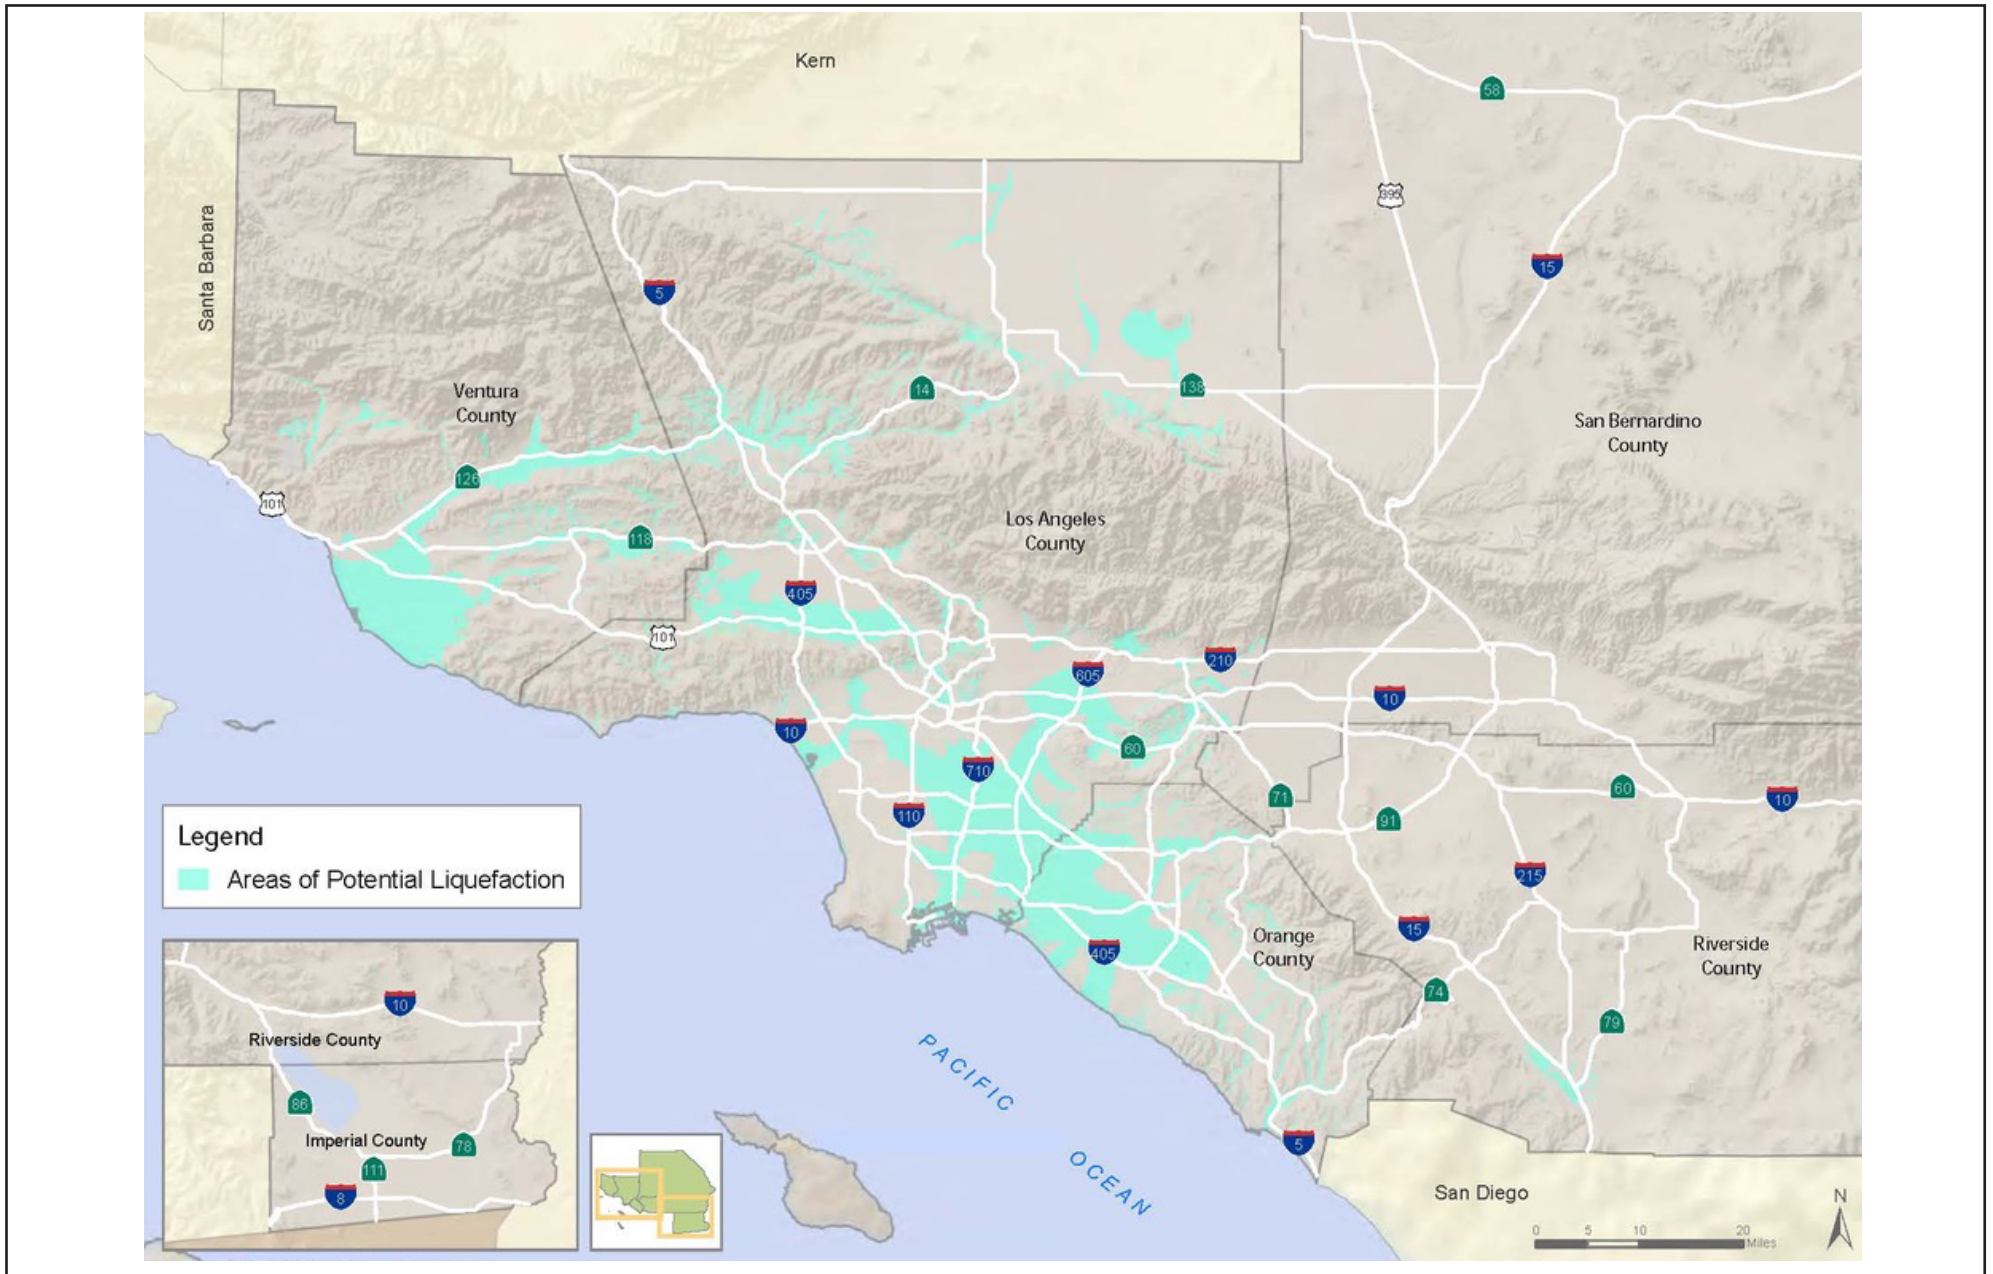 Kern
58
Santa Barbara
395
15
5
Ventura
County
14
138
San Bernardino
County
126
101
Los Angeles
County
118
405
101
605
210
10
10
60
710
71
60
10
110
91
Legend
Areas of Potential Liquefaction
215
15
Orange
County
405
Riverside
County
74
79
10
Riverside County
86
Imperial County
78
111
8
PACIFIC
OCEAN
5
San Diego
N
0 5 10 20
Miles